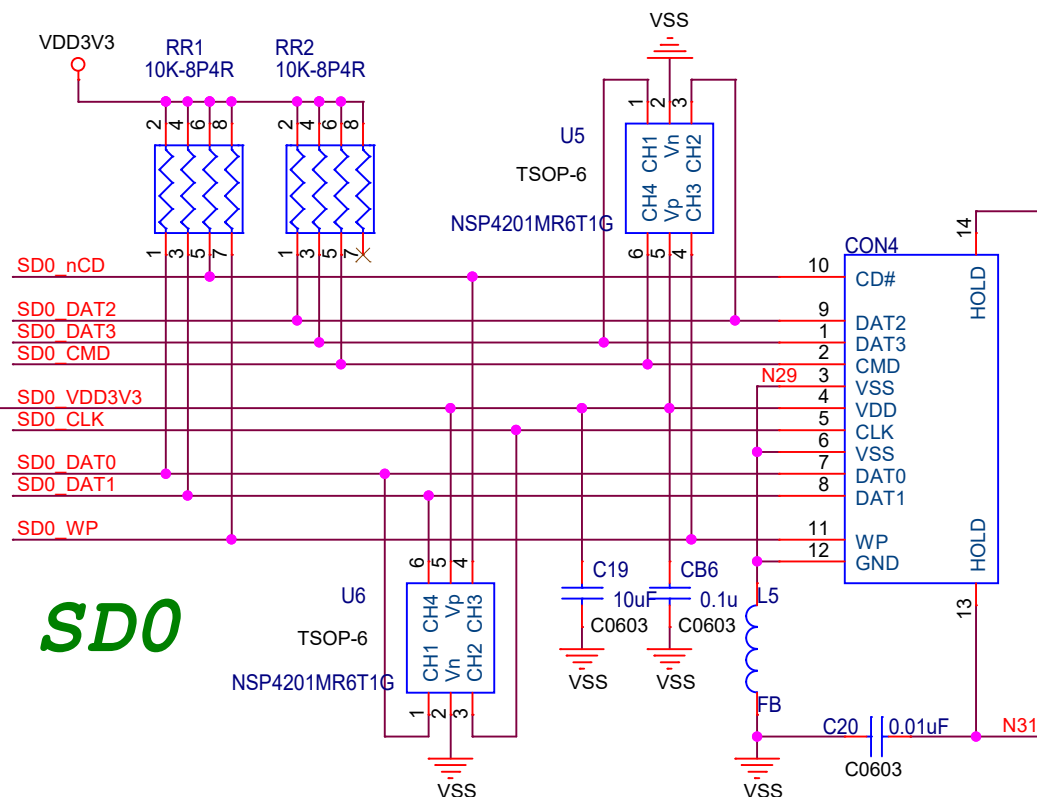 VSS
VDD3V3
RR1
10K-8P4R
RR2
10K-8P4R
2 4 6 8
2 4 6 8
1 3 5 7
1 3 5 7
U5
TSOP-6
NSP4201MR6T1G
1 2 3
CH1 Vn CH2
CH4 Vp CH3
6 5 4
CON4
14
HOLD
SD0_nCD 10 CD#
SD0_DAT2 9 DAT2
SD0_DAT3 1 DAT3
SD0_CMD 2 CMD
N29 3 VSS
SD0_VDD3V3 4 VDD
SD0_CLK 5 CLK
6 VSS
SD0_DAT0 7 DAT0
SD0_DAT1 8 DAT1
SD0_WP 11 WP
12 GND
HOLD
13
SD0
U6
TSOP-6
NSP4201MR6T1G
6 5 4
CH4 Vp CH3
CH1 Vn CH2
1 2 3
VSS
C19
10uF
C0603
VSS
CB6
0.1u
C0603
VSS
L5
FB
VSS
C20 0.01uF
C0603
N31